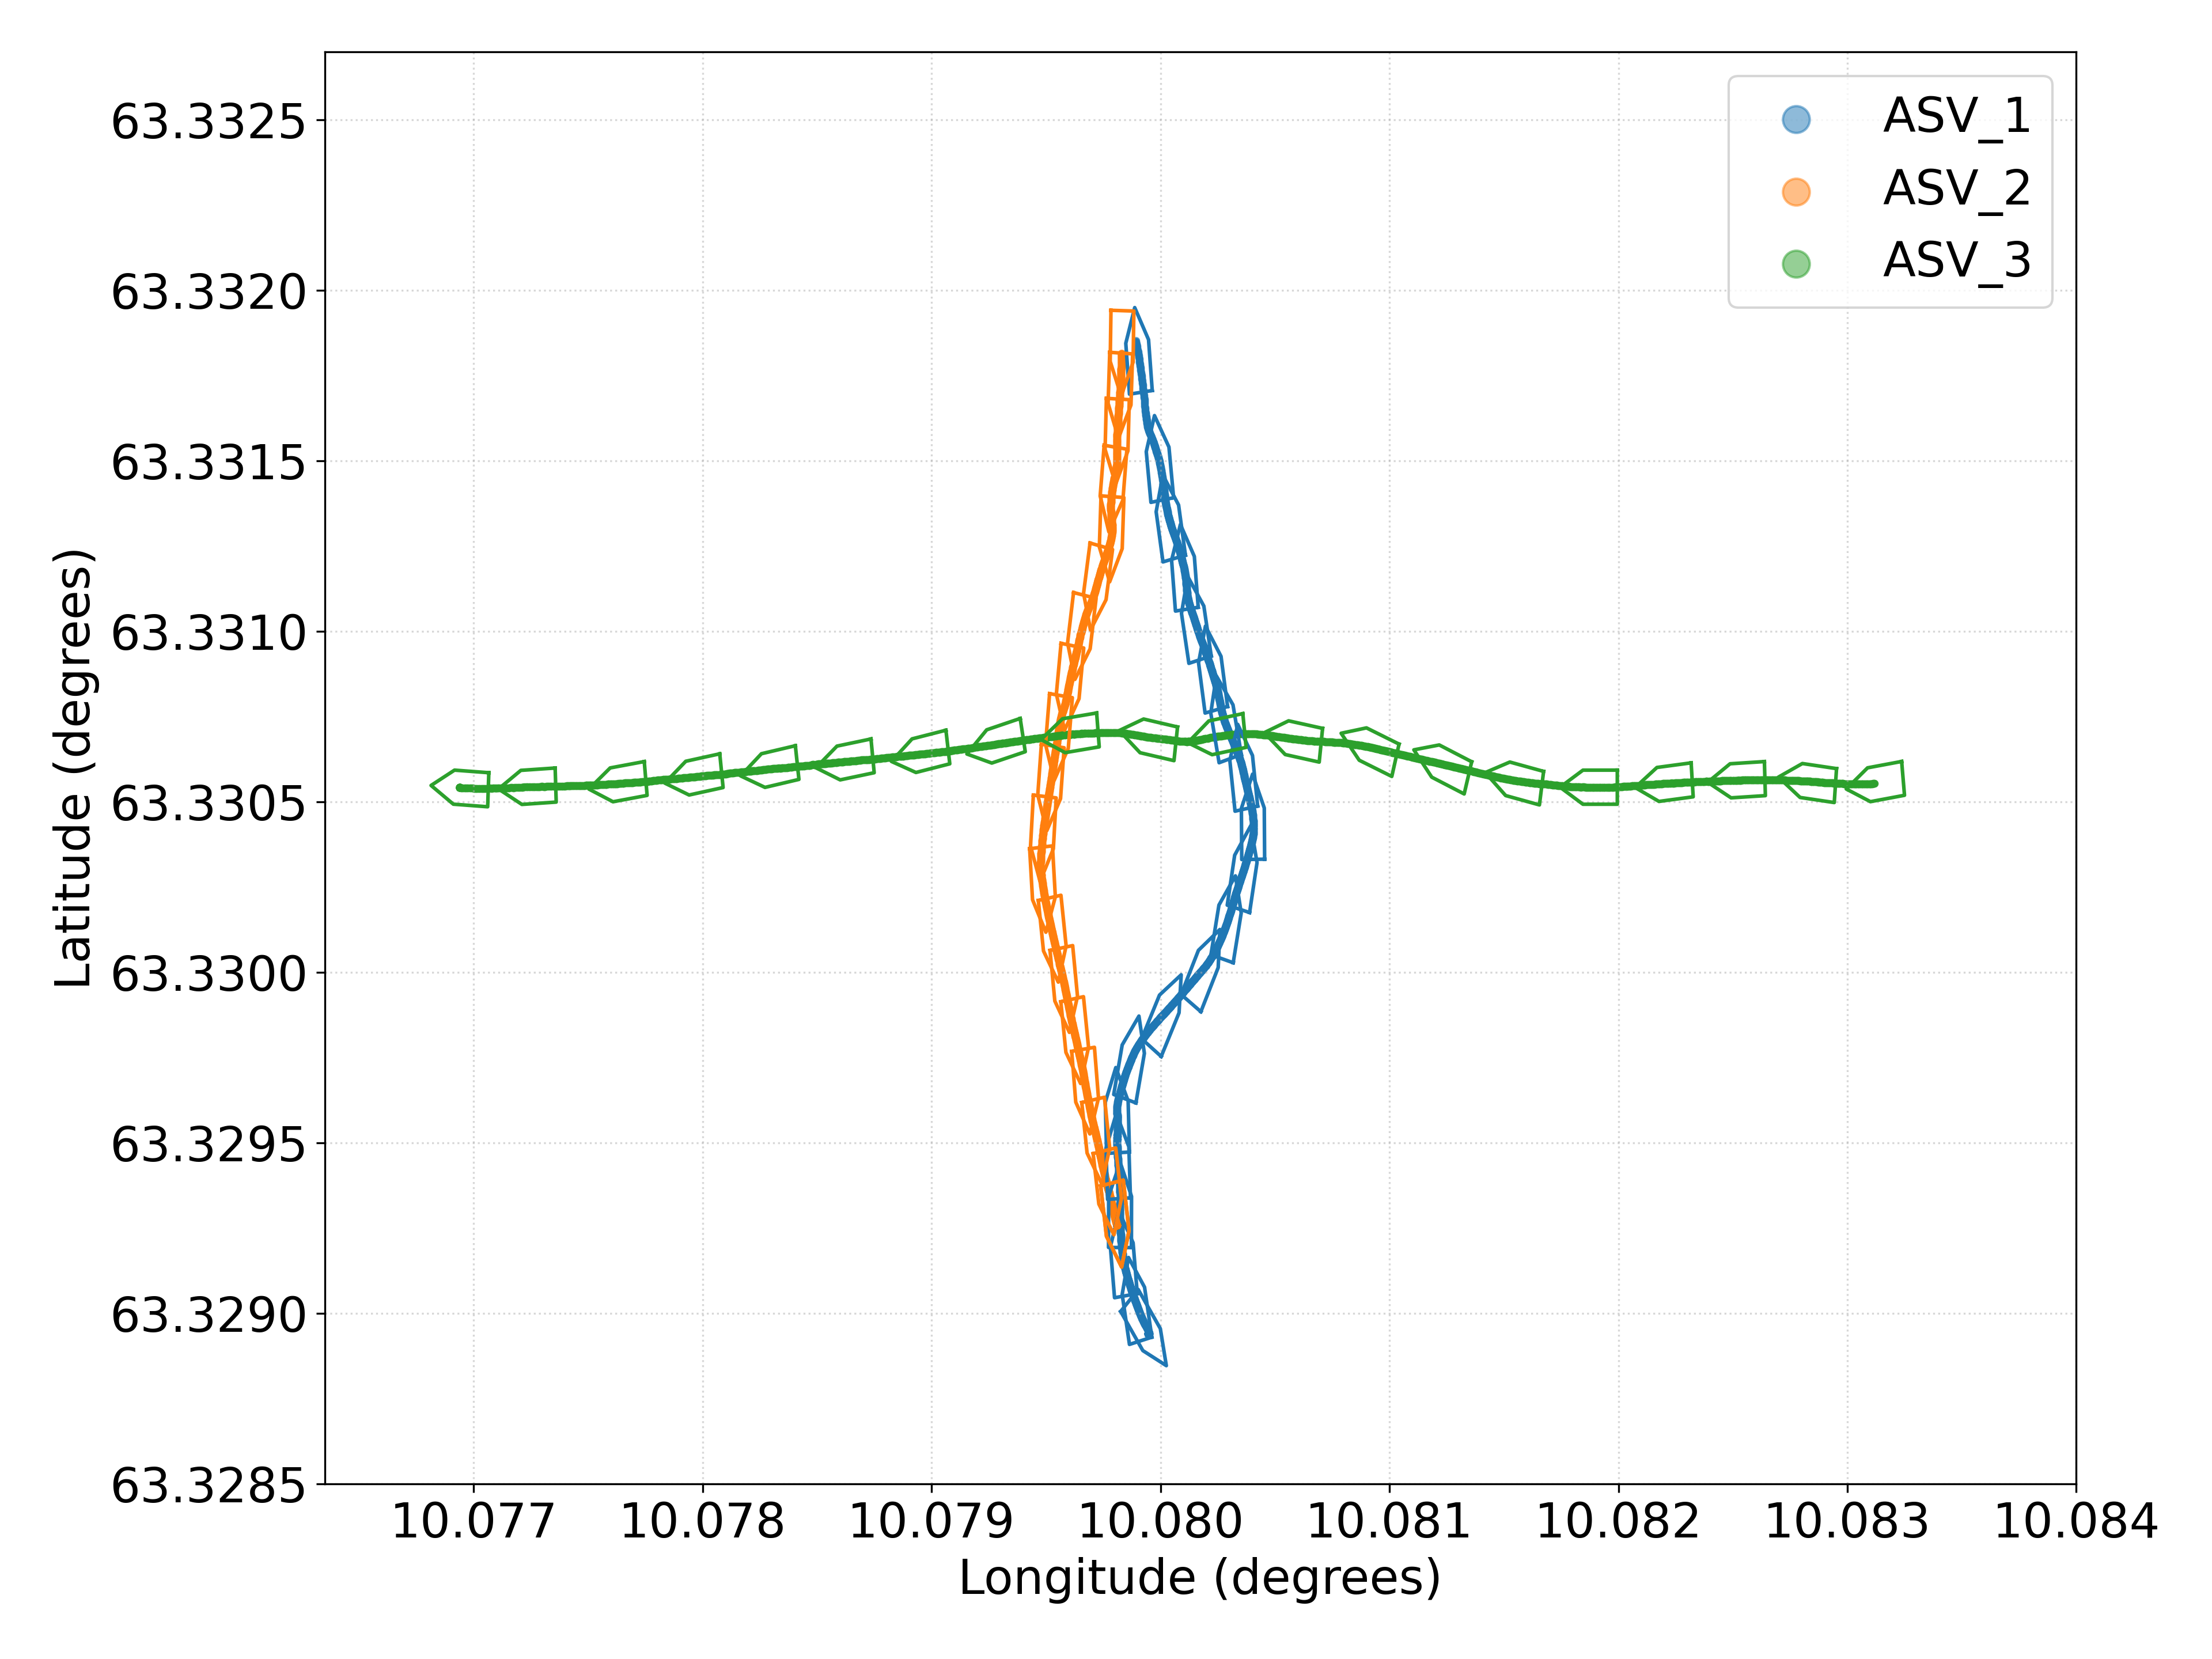 ASV_1
ASV_2
ASV_3
63.3325
63.3320
63.3315
63.3310
63.3305
63.3300
63.3295
63.3290
63.3285
Latitude (degrees)
10.077 10.078 10.079 10.080 10.081 10.082 10.083 10.084
Longitude (degrees)